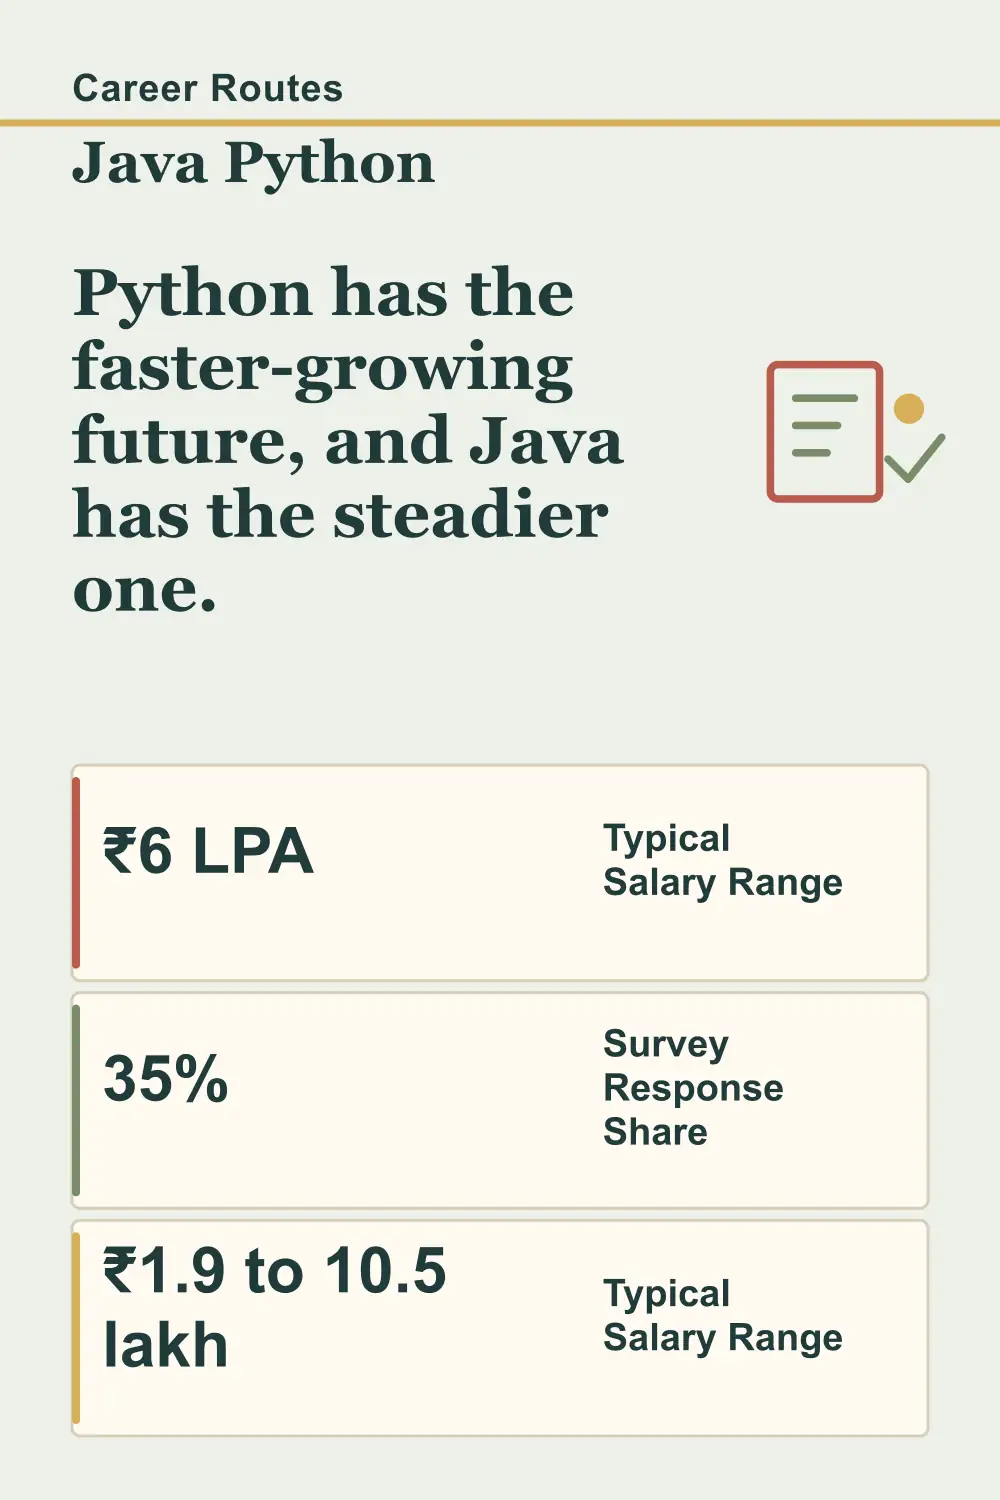 Career Routes
Java Python
Python has the
faster-growing
future, and Java
has the steadier
one.
₹6 LPA
Typical
Salary Range
35%
Survey
Response
Share
₹1.9 to 10.5
lakh
Typical
Salary Range